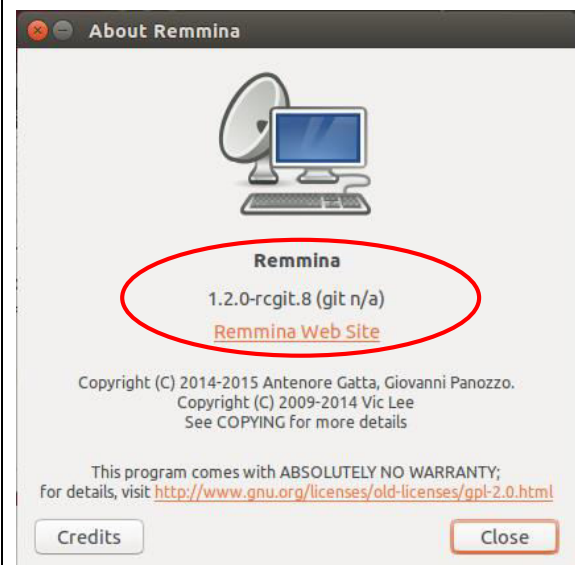 About Remmina
Remmina
1.2.0-rcgit.8 (git n/a)
Remmina Web Site
Copyright (C) 2014-2015 Antenore Gatta, Giovanni Panozzo.
Copyright (C) 2009-2014 Vic Lee
See COPYING for more details
This program comes with ABSOLUTELY NO WARRANTY;
for details, visit http://www.gnu.org/licenses/old-licenses/gpl-2.0.html
Credits
Close